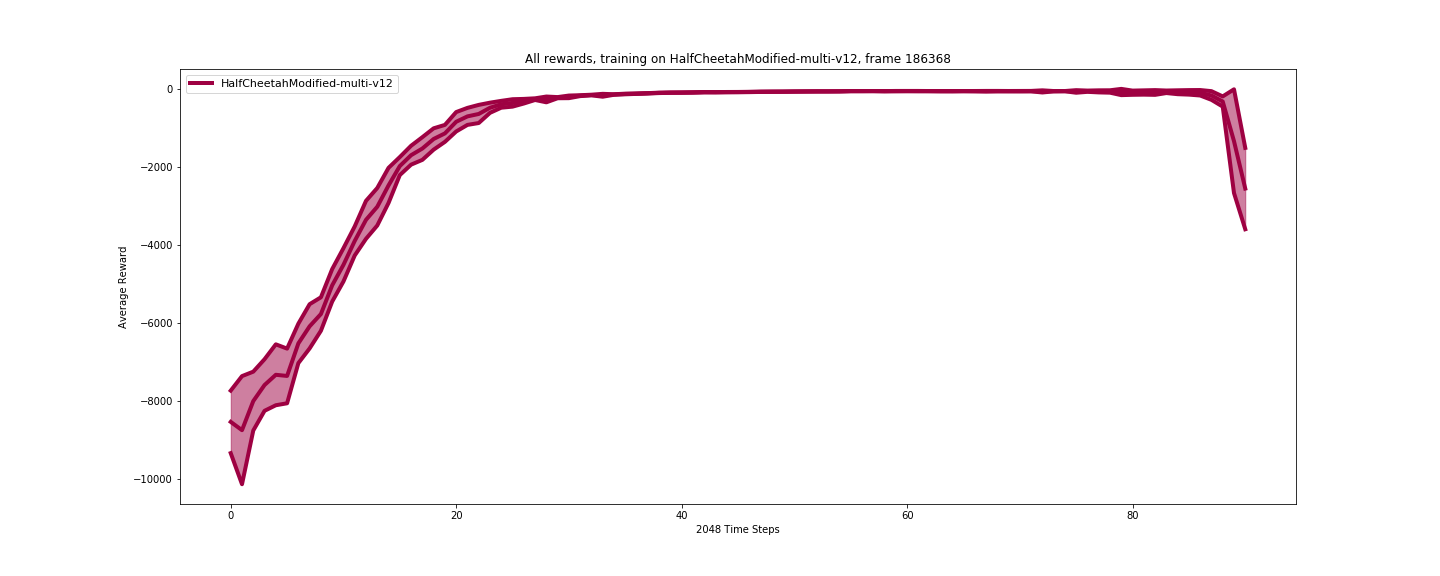 All rewards, training on HalfCheetahModified-multi-v12, frame 186368
HalfCheetahModified-multi-v12
Average Reward
0
−2000
−4000
−6000
−8000
−10000
0 20 40 60 80
2048 Time Steps